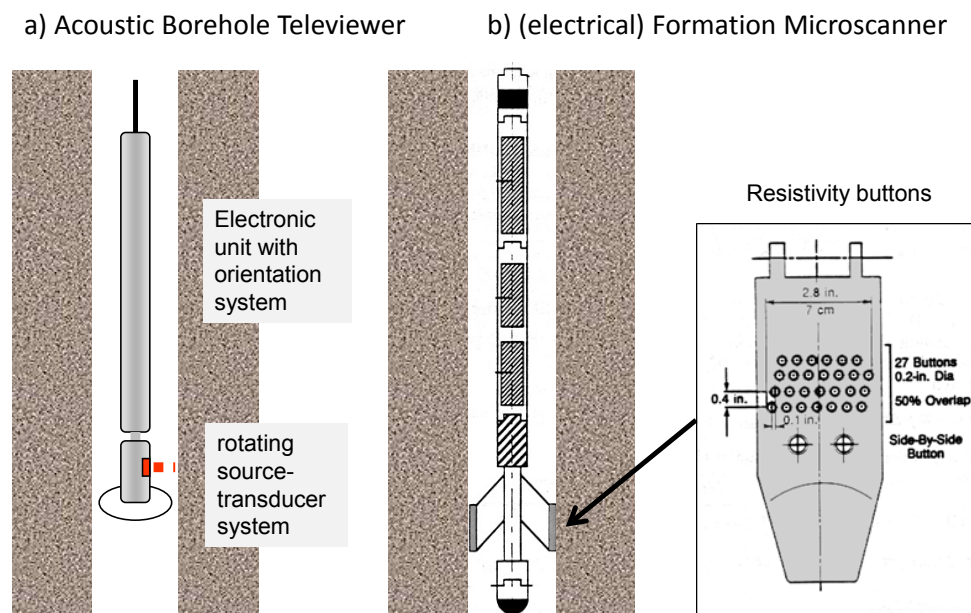 a) Acoustic Borehole Televiewer
b) (electrical) Formation Microscanner
Electronic
unit with
orientation
system
rotating
source-
transducer
system
Resistivity buttons
2.8 in.
7 cm
27 Buttons
0.2-in. Dia
50% Overlap
0.4 in.
0.1 in.
Side-By-Side
Button